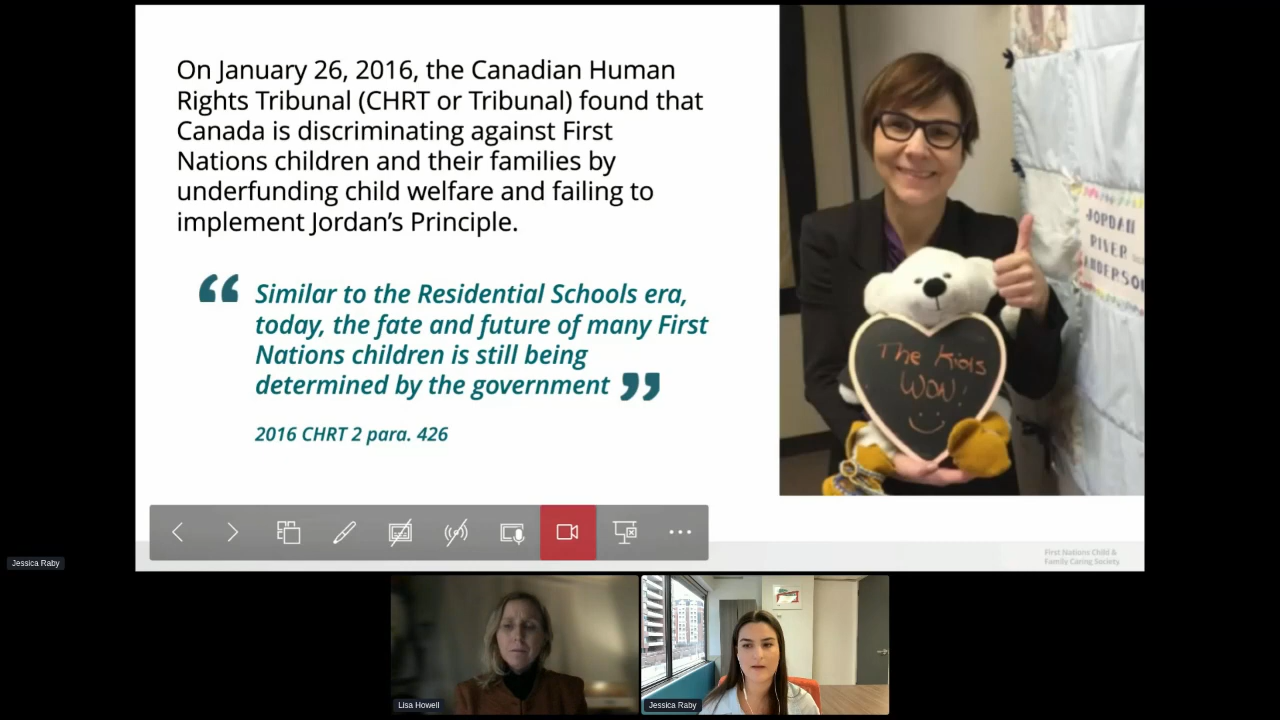 On January 26, 2016, the Canadian Human
Rights Tribunal (CHRT or Tribunal) found that
Canada is discriminating against First
Nations children and their families by
underfunding child welfare and failing to
implement Jordan’s Principle.
“ Similar to the Residential Schools era,
today, the fate and future of many First
Nations children is still being
determined by the government ”
2016 CHRT 2 para. 426
JORDAN
RIVER
ANDERSO
The Kids
WON!
First Nations Child &
Family Caring Society
Jessica Raby
Lisa Howell
Jessica Raby